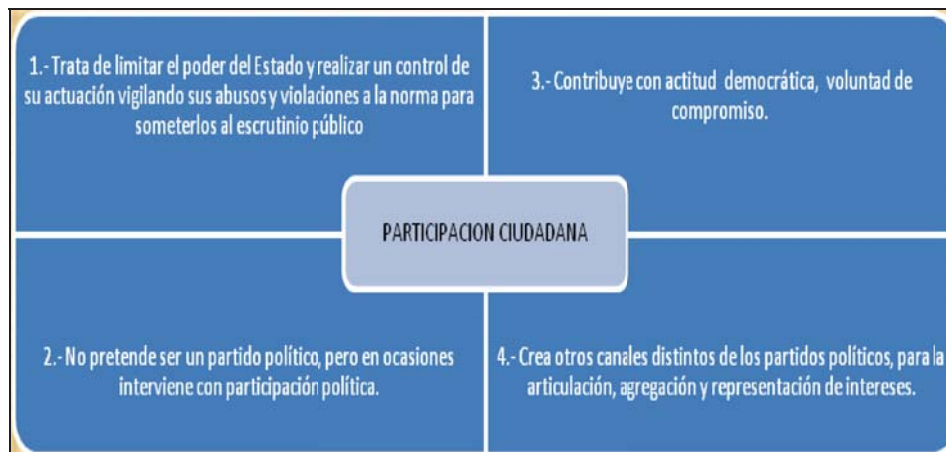 1.- Trata de limitar el poder del Estado y realizar un control de
su actuación vigilando sus abusos y violaciones a la norma para
someterlos al escrutinio público
2.- No pretende ser un partido político, pero en ocasiones
interviene con participación política.
3.- Contribuye con actitud democrática, voluntad de
compromiso.
4.- Crea otros canales distintos de los partidos políticos, para la
articulación, agregación y representación de intereses.
PARTICIPACION CIUDADANA